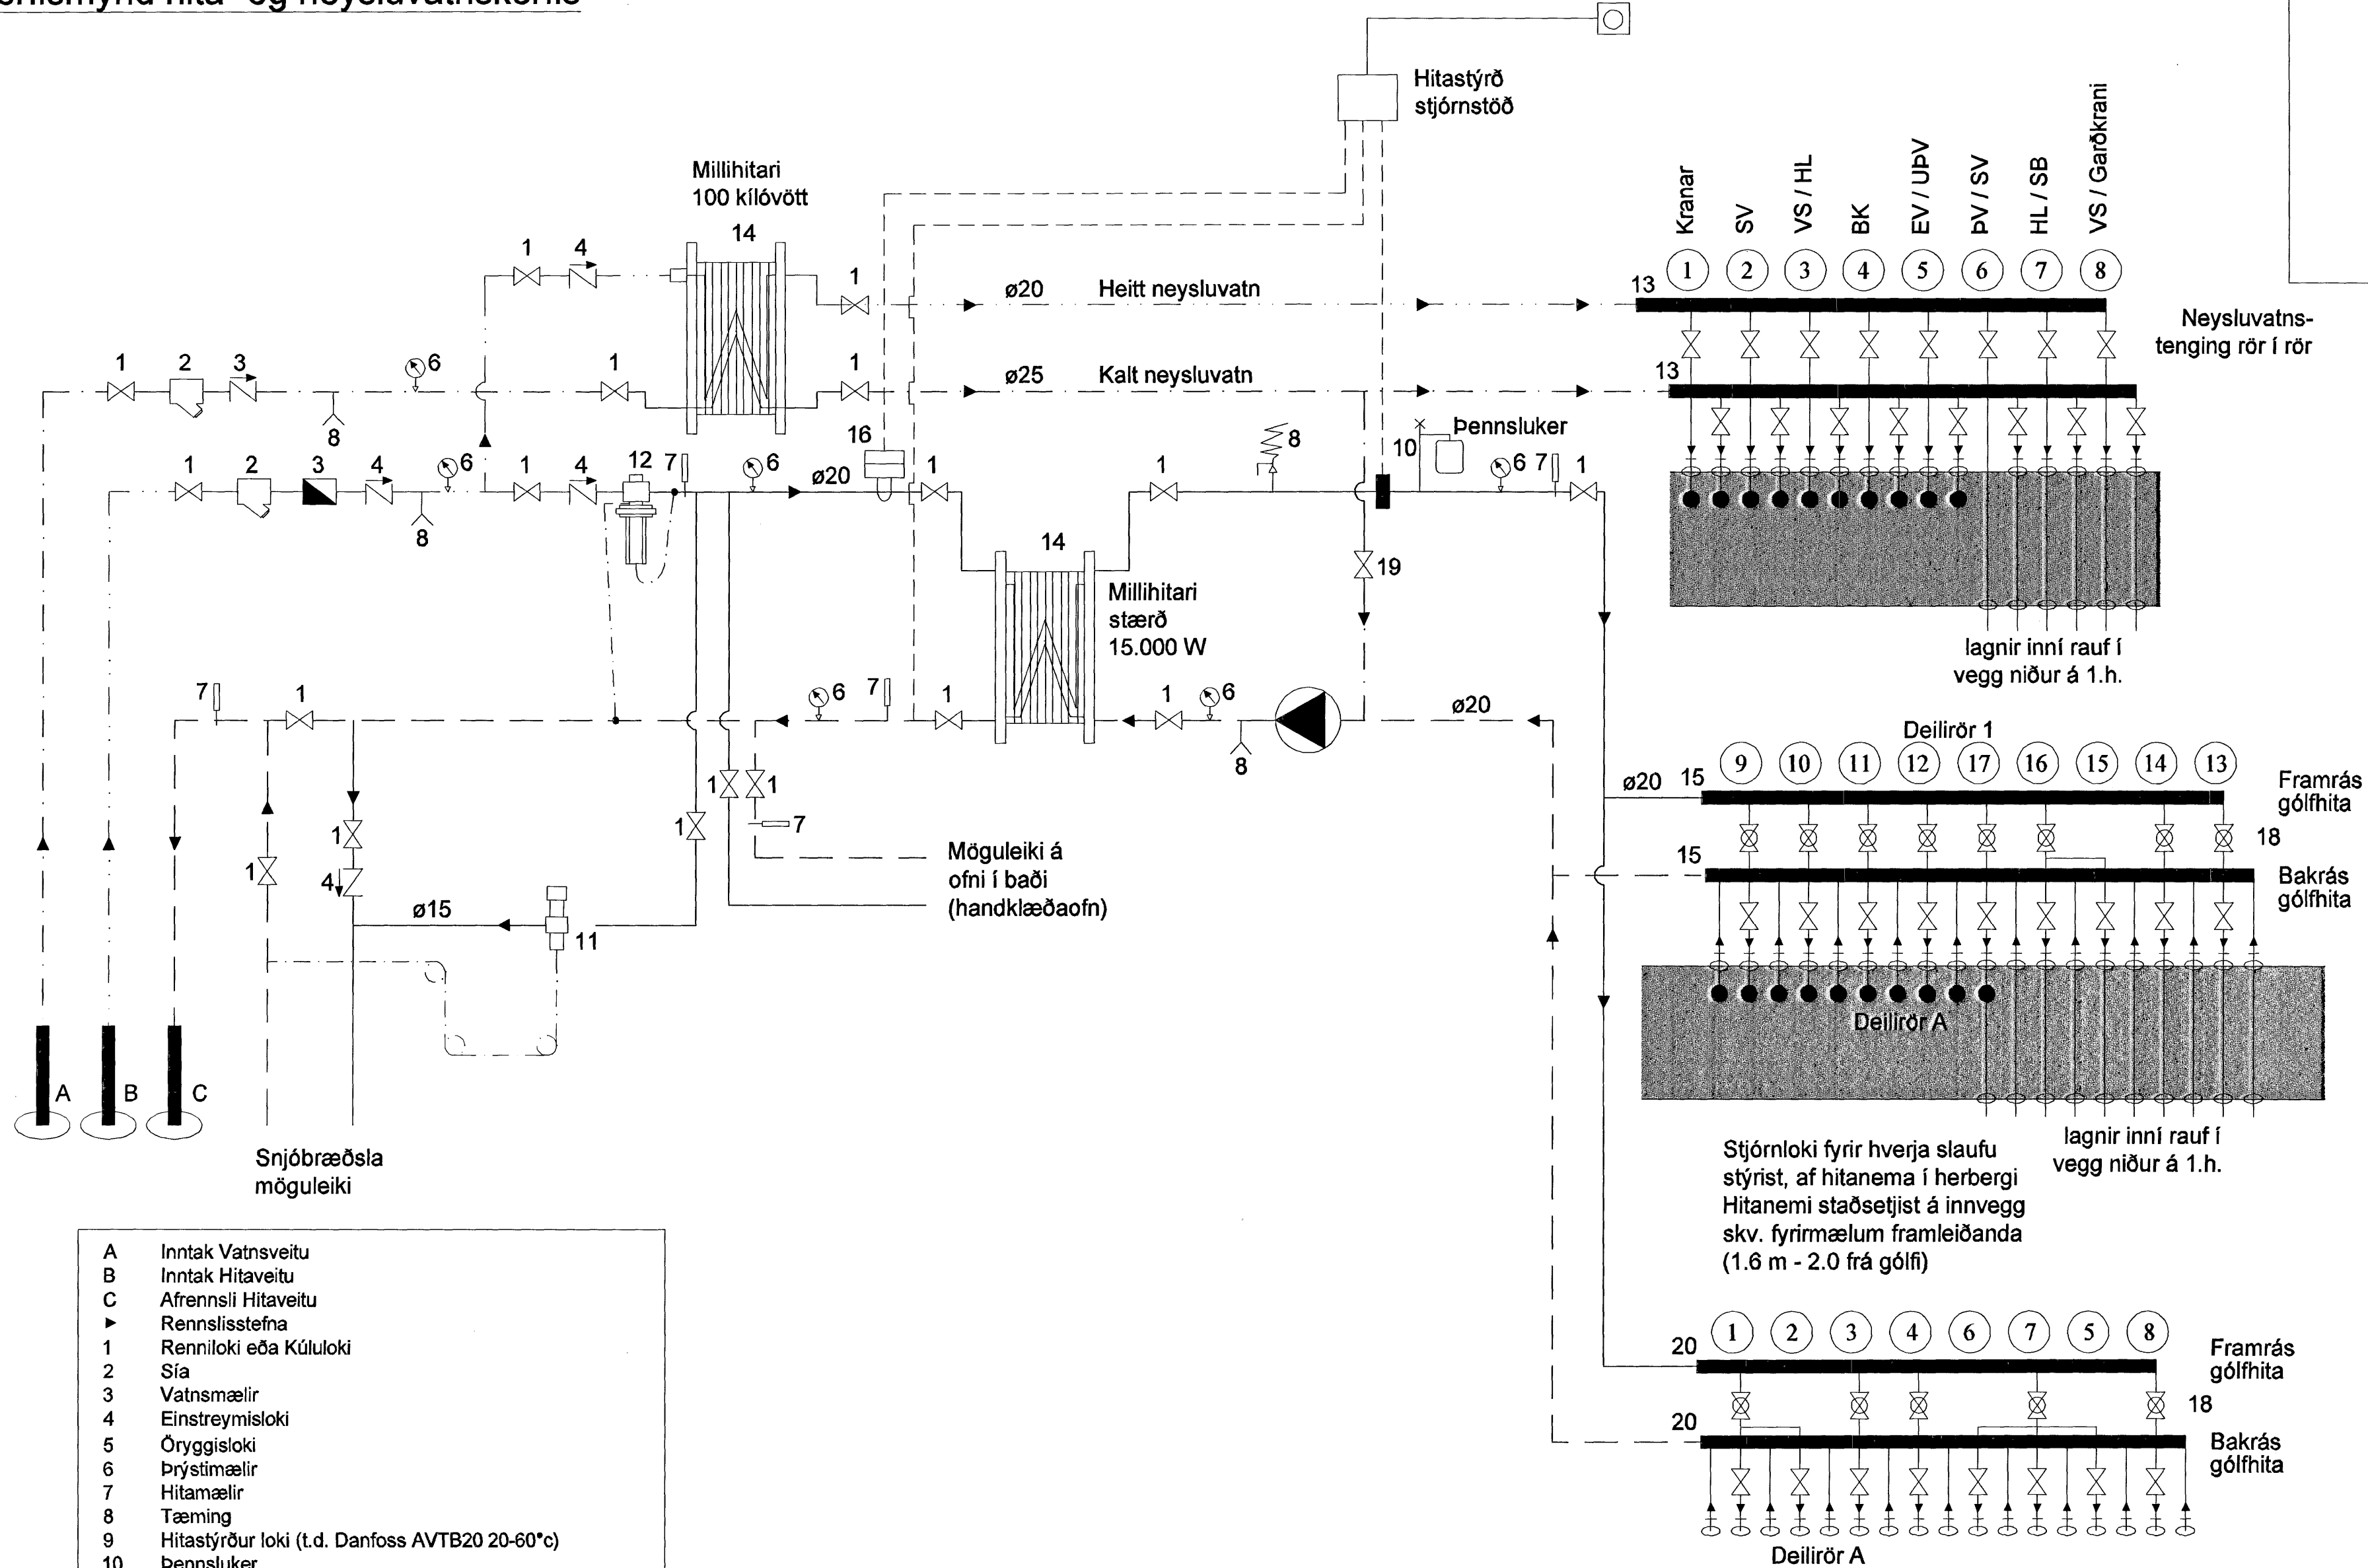 Hitastýrð
stjórnstöð
Millihitari
100 kílóvött
14
1
4
1
ø20 Heitt neysluvatn
ø25 Kalt neysluvatn
1
2
3
6
1
1
8
1
2
3
4
6
8
1
4
12
7
6
ø20
16
1
1
8
10
Þennsluker
6
7
1
14
Millihitari
stærð
15.000 W
19
Kranar
SV
VS / HL
BK
EV / UÞV
ÞV / SV
HL / SB
VS / Garðkrani
1 2 3 4 5 6 7 8
13
13
Neysluvatns-
tenging rör í rör
lagnir inní rauf í
vegg niður á 1.h.
7
1
6
7
1
1
6
8
ø20
1
1
7
1
1
1
4
ø15
11
Möguleiki á
ofni í baði
(handklæðaofn)
A
B
C
Snjóbræðsla
möguleiki
Deilirör 1
9 10 11 12 17 16 15 14 13
ø20
15
Framrás
gólfhita
18
15
Bakrás
gólfhita
Deilirör A
lagnir inní rauf í
vegg niður á 1.h.
Stjórnloki fyrir hverja slaufu
stýrist, af hitanema í herbergi
Hitanemi staðsetjist á innvegg
skv. fyrirmælum framleiðanda
(1.6 m - 2.0 frá gólfi)
1 2 3 4 6 7 5 8
20
Framrás
gólfhita
18
20
Bakrás
gólfhita
Deilirör A
A Inntak Vatnsveitu
B Inntak Hitaveitu
C Afrennsli Hitaveitu
► Rennslisstefna
1 Renniloki eða Kúluloki
2 Sía
3 Vatnsmælir
4 Einstreymisloki
5 Öryggisloki
6 Þrýstimælir
7 Hitamælir
8 Tæming
9 Hitastýrður loki (t.d. Danfoss AVTB20 20-60°c)
10 Þennsluker